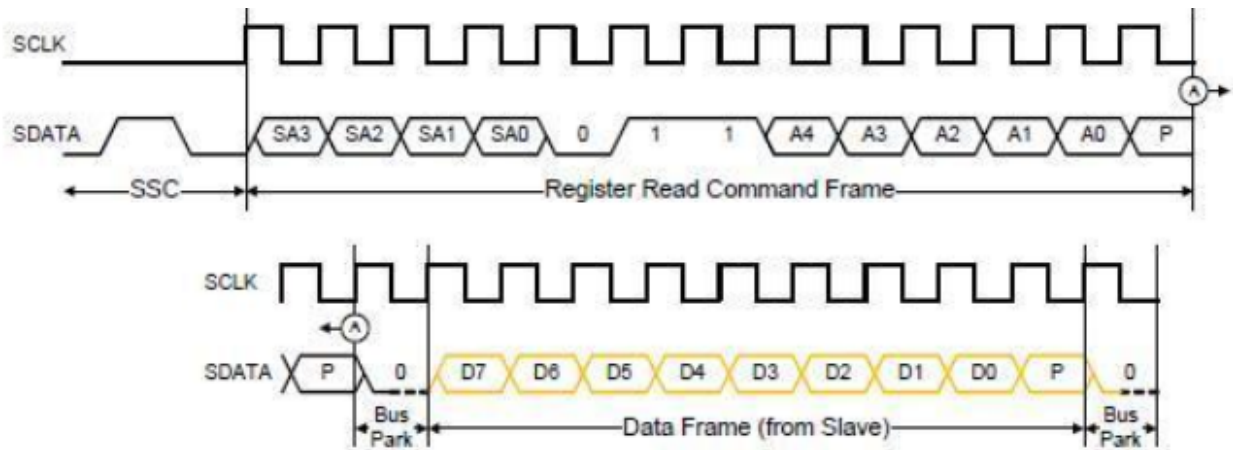 SCLK
A
SDATA SA3 SA2 SA1 SA0 0 1 1 A4 A3 A2 A1 A0 P
SSC Register Read Command Frame
SCLK
A
SDATA P 0 D7 D6 D5 D4 D3 D2 D1 D0 P 0
Bus Park Data Frame (from Slave) Bus Park